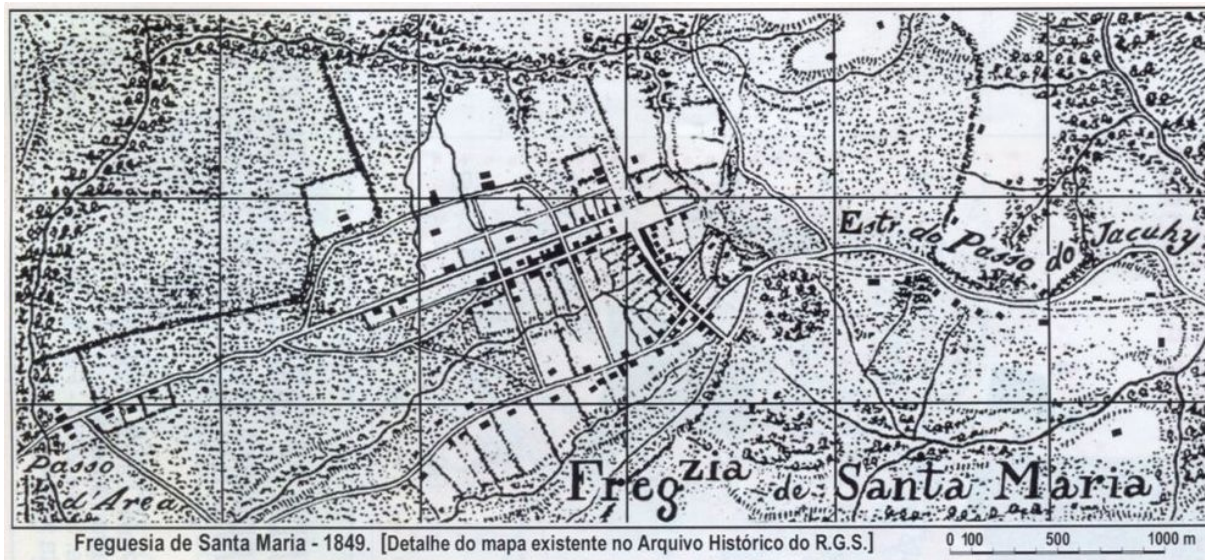 Estr. do Passo do Jacuhy
Passo
d'Area
Fregzia de Santa Maria
Freguesia de Santa Maria - 1849. [Detalhe do mapa existente no Arquivo Histórico do R.G.S.]
0 100 500 1000 m